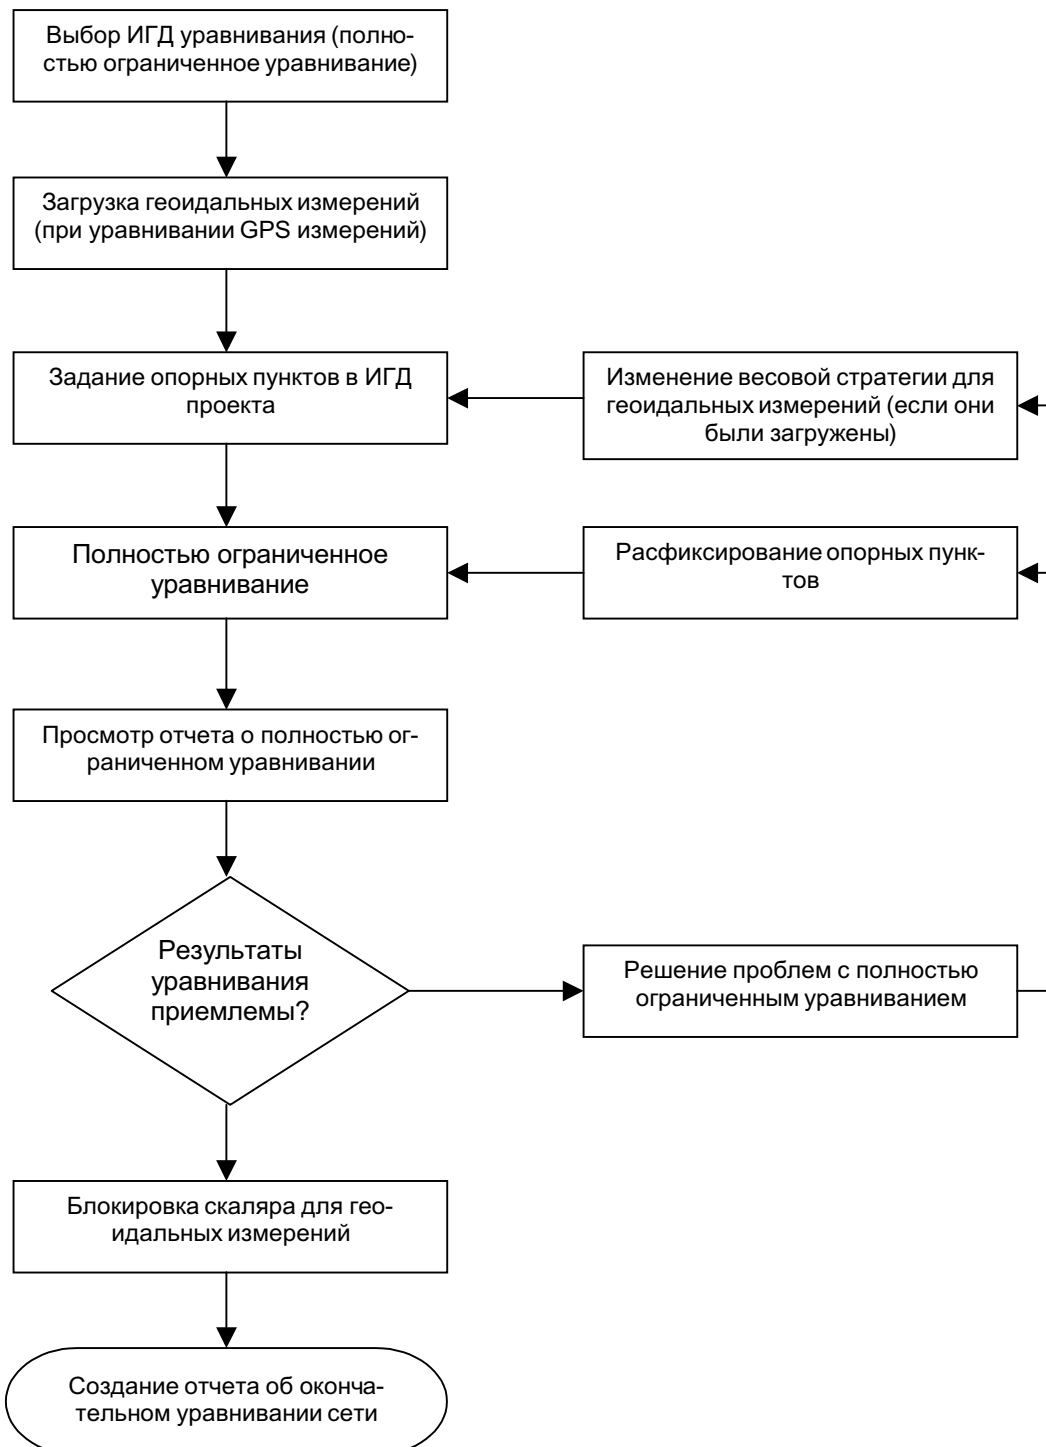 Выбор ИГД уравнивания (полно-
стью ограниченное уравнивание)
Загрузка геоидальных измерений
(при уравнивании GPS измерений)
Задание опорных пунктов в ИГД
проекта
Изменение весовой стратегии для
геоидальных измерений (если они
были загружены)
Полностью ограниченное
уравнивание
Расфиксирование опорных пунк-
тов
Просмотр отчета о полностью ог-
раниченном уравнивании
Результаты
уравнивания
приемлемы?
Решение проблем с полностью
ограниченным уравниванием
Блокировка скаляра для гео-
идальных измерений
Создание отчета об оконча-
тельном уравнивании сети